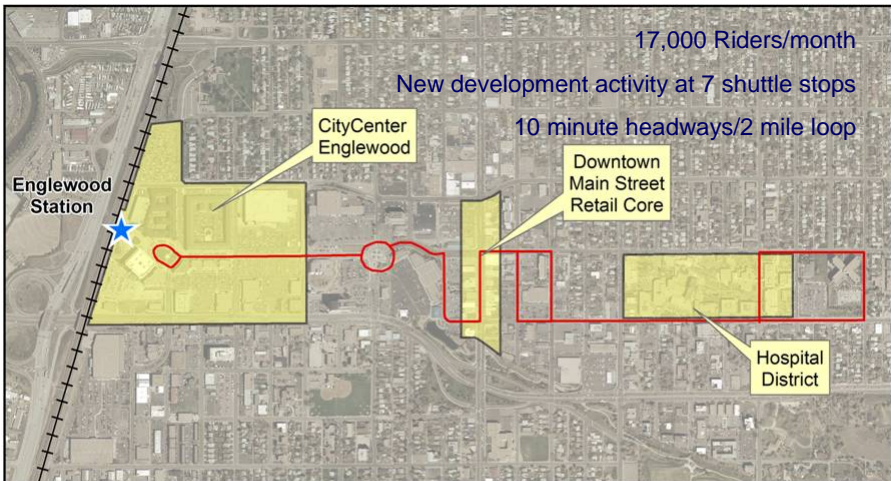 17,000 Riders/month
New development activity at 7 shuttle stops
10 minute headways/2 mile loop
CityCenter
Englewood
Downtown
Main Street
Retail Core
Englewood
Station
Hospital
District